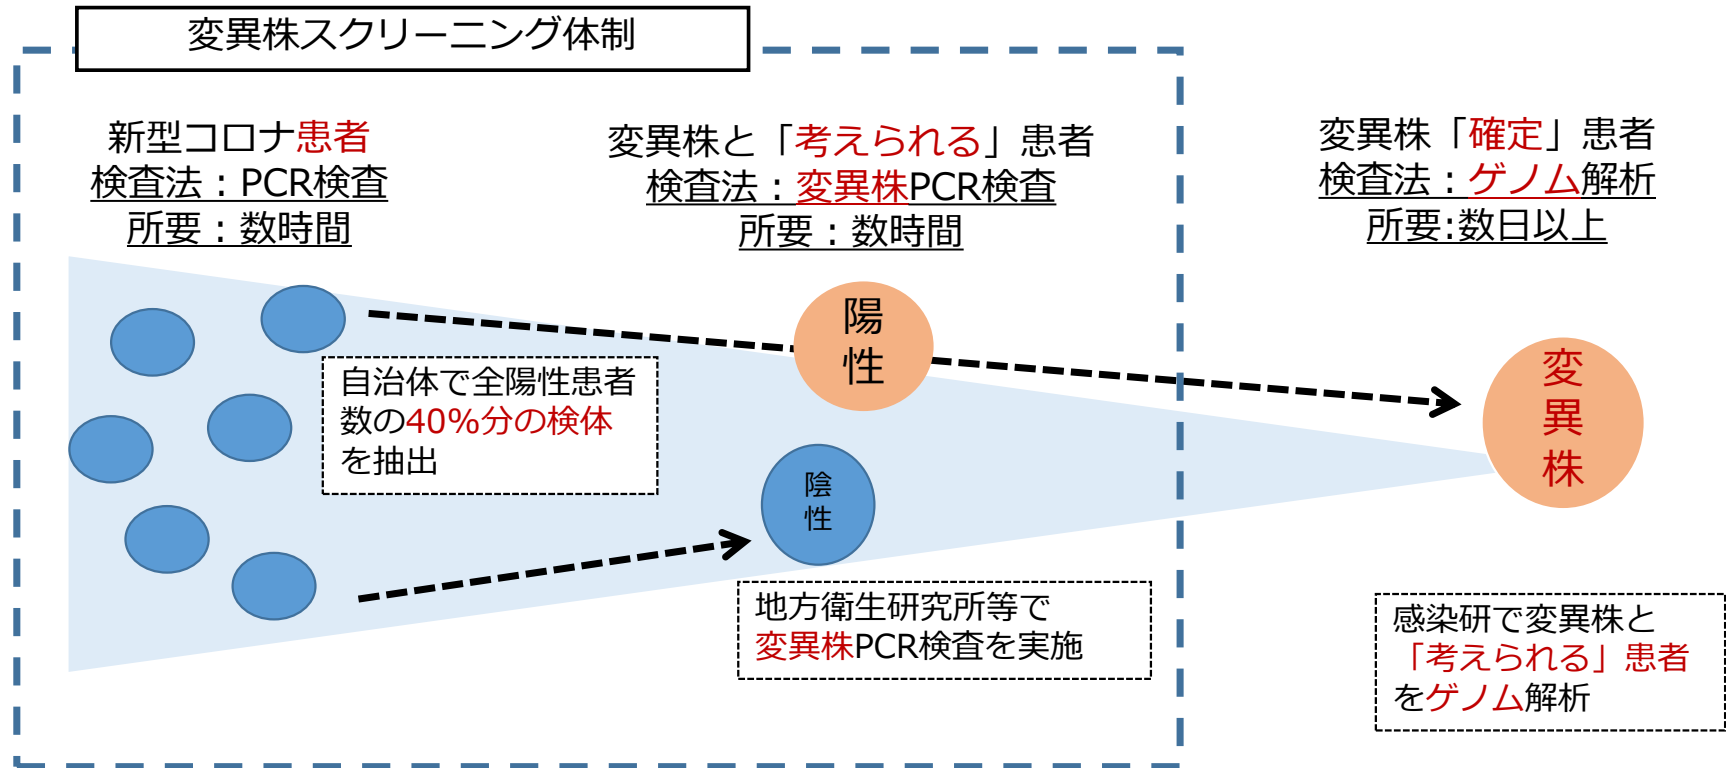 変異株スクリーニング体制
新型コロナ患者
検査法：PCR検査
所要：数時間
変異株と「考えられる」患者
検査法：変異株PCR検査
所要：数時間
変異株「確定」患者
検査法：ゲノム解析
所要:数日以上
自治体で全陽性患者
数の40%分の検体
を抽出
陽
性
陰
性
変
異
株
地方衛生研究所等で
変異株PCR検査を実施
感染研で変異株と
「考えられる」患者
をゲノム解析